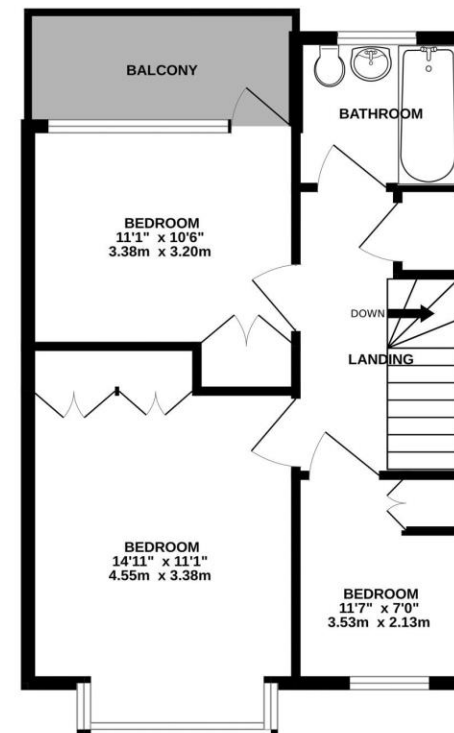 BALCONY
BATHROOM
BEDROOM
11'1" x 10'6"
3.38m x 3.20m
DOWN
LANDING
BEDROOM
14'11" x 11'1"
4.55m x 3.38m
BEDROOM
11'7" x 7'0"
3.53m x 2.13m